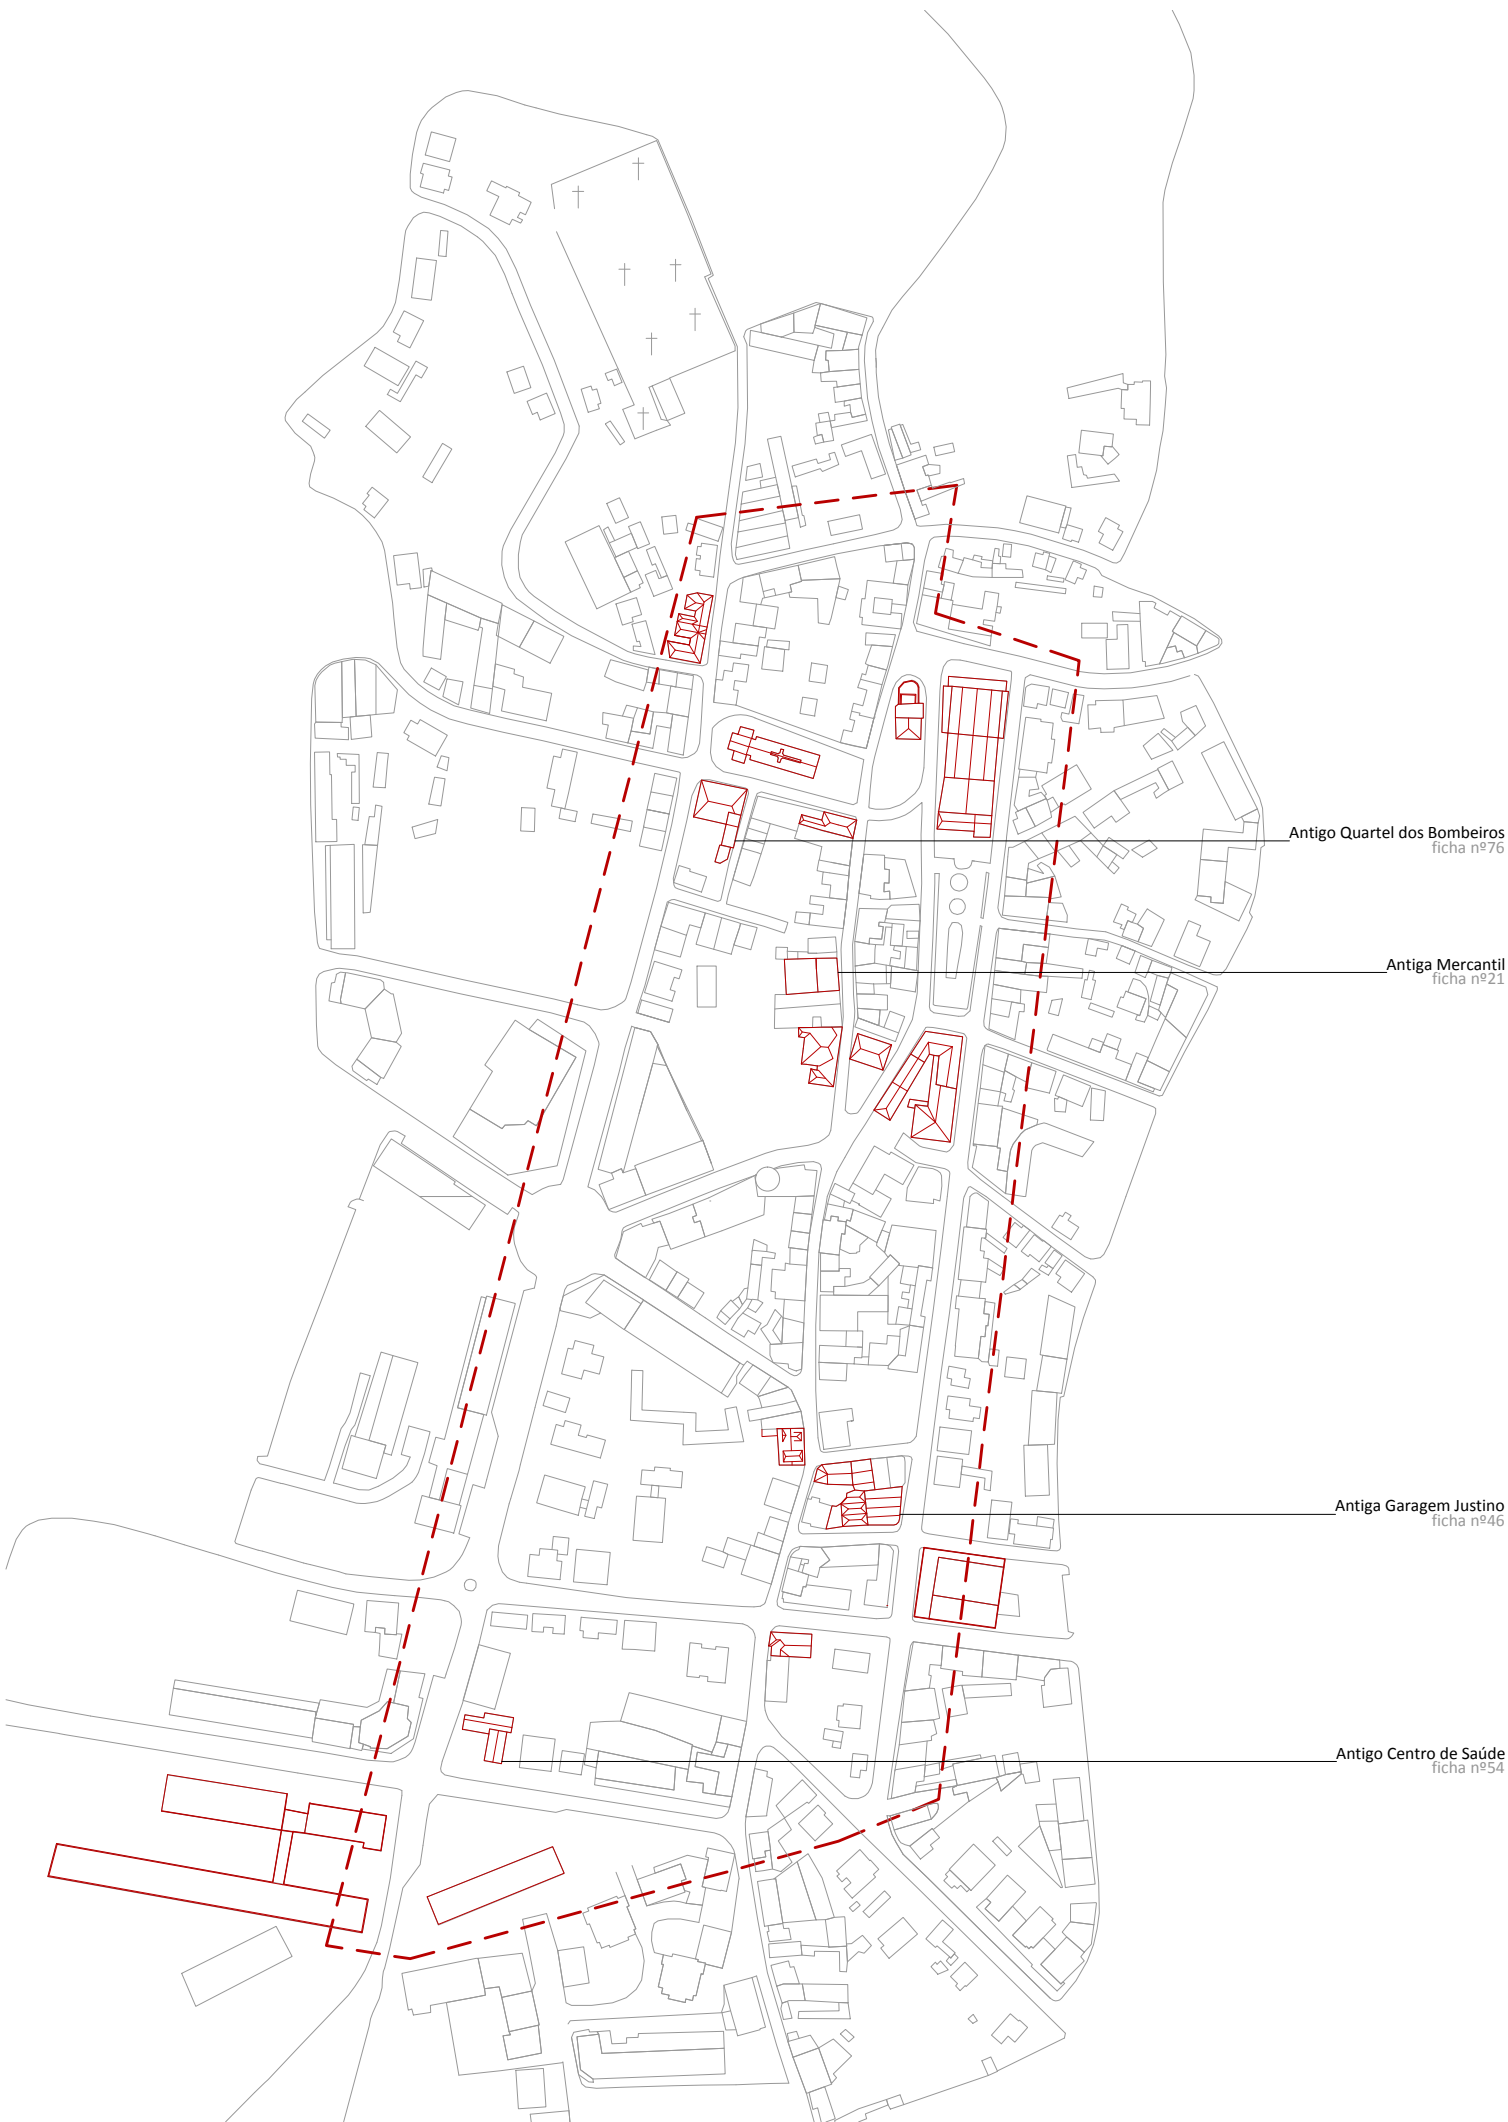 Antigo Quartel dos Bombeiros
ficha nº76
Antiga Mercantil
ficha nº21
Antiga Garagem Justino
ficha nº46
Antigo Centro de Saúde
ficha nº54